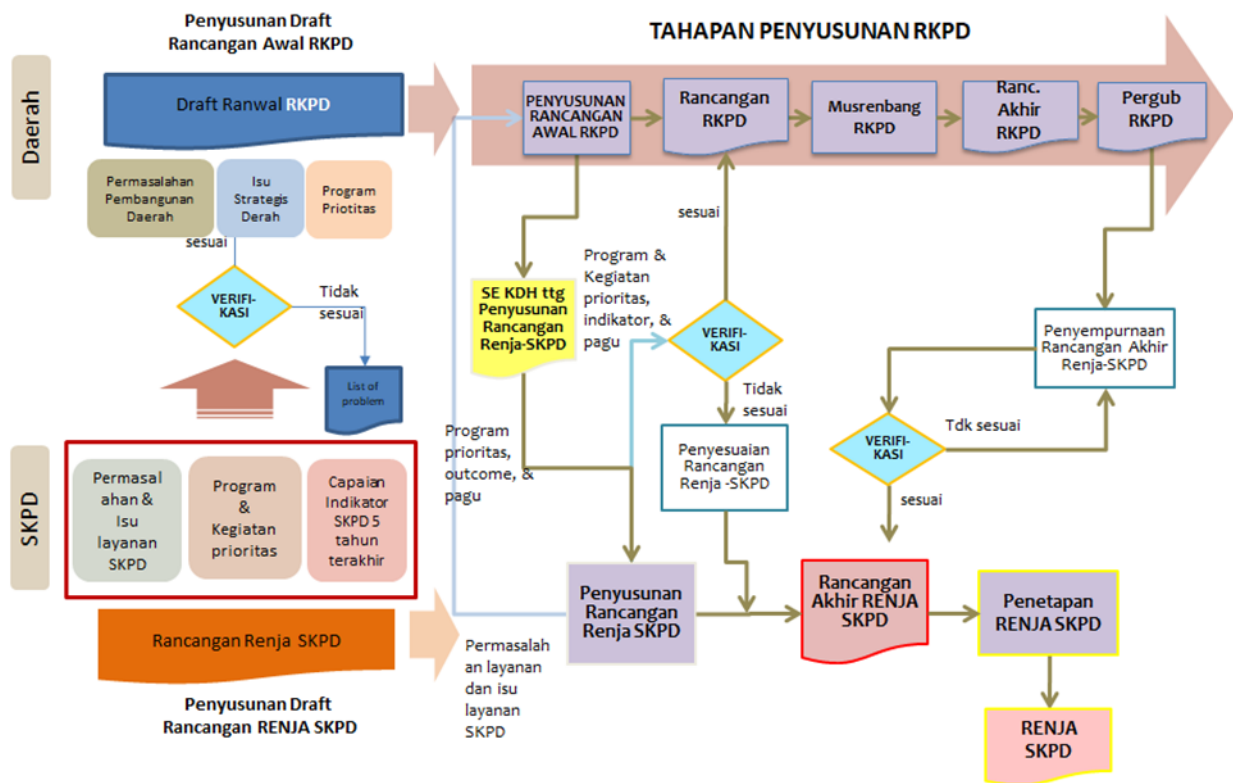 Penyusunan Draft
Rancangan Awal RKPD
TAHAPAN PENYUSUNAN RKPD
Daerah
Draft Ranwal RKPD
PENYUSUNAN
RANCANGAN
AWAL RKPD
Rancangan
RKPD
Musrenbang
RKPD
Ranc.
Akhir
RKPD
Pergub
RKPD
Permasalahan
Pembangunan
Daerah
Isu
Strategis
Derah
Program
Priotitas
sesuai
VERIFI-
KASI
Tidak
sesuai
List of
problem
SE KDH ttg
Penyusunan
Rancangan
Renja-SKPD
Program &
Kegiatan
prioritas,
indikator, &
pagu
sesuai
VERIFI-
KASI
Tidak
sesuai
Penyesuaian
Rancangan
Renja -SKPD
Penyempurnaan
Rancangan Akhir
Renja-SKPD
VERIFI-
KASI
Tdk sesuai
sesuai
Program
prioritas,
outcome, &
pagu
SKPD
Permasal
ahan &
Isu
layanan
SKPD
Program
&
Kegiatan
prioritas
Capaian
Indikator
SKPD 5
tahun
terakhir
Rancangan Renja SKPD
Penyusunan Draft
Rancangan RENJA SKPD
Permasalah
an layanan
dan isu
layanan
SKPD
Penyusunan
Rancangan
Renja SKPD
Rancangan
Akhir RENJA
SKPD
Penetapan
RENJA SKPD
RENJA
SKPD